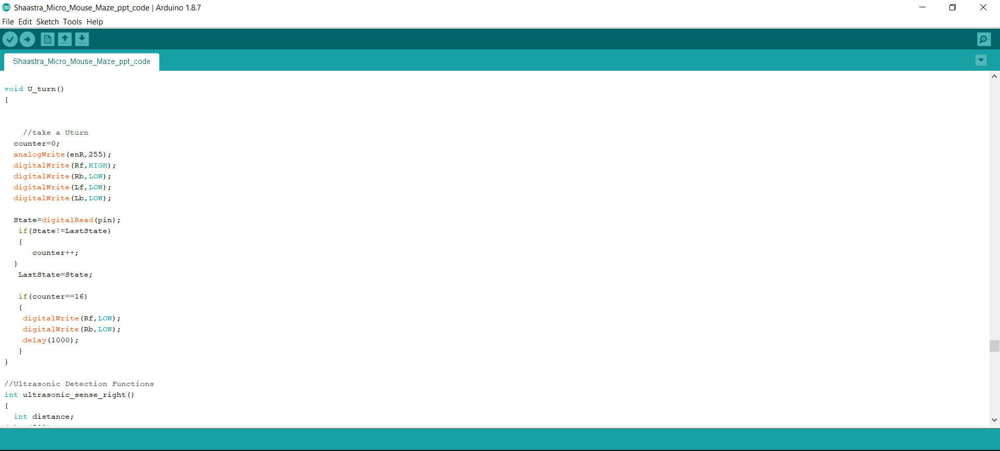 Shaastra_Micro_Mouse_Maze_ppt_code | Arduino 1.8.7
File Edit Sketch Tools Help
Shaastra_Micro_Mouse_Maze_ppt_code
void U_turn()
{
//take a Uturn
counter=0;
analogWrite(enR,255);
digitalWrite(Rf,HIGH);
digitalWrite(Rb,LOW);
digitalWrite(Lf,LOW);
digitalWrite(Lb,LOW);
State=digitalRead(pin);
if(State!=LastState)
{
counter++;
}
LastState=State;
if(counter==16)
{
digitalWrite(Rf,LOW);
digitalWrite(Rb,LOW);
delay(1000);
}
}
//Ultrasonic Detection Functions
int ultrasonic_sense_right()
{
int distance;